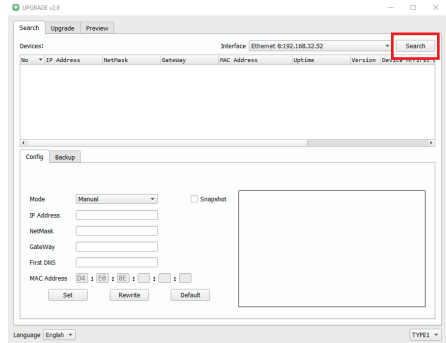 UPGRADE v2.9
Search Upgrade Preview
Devices: Interface Ethernet 8:192.168.32.52 Search
No IP Address NetMask GateWay MAC Address Uptime Version Device
Config Backup
Mode Manual Snapshot
IP Address
NetMask
GateWay
First DNS
MAC Address D4 : E0 : 8E : : :
Set Rewrite Default
Language English TYPE1